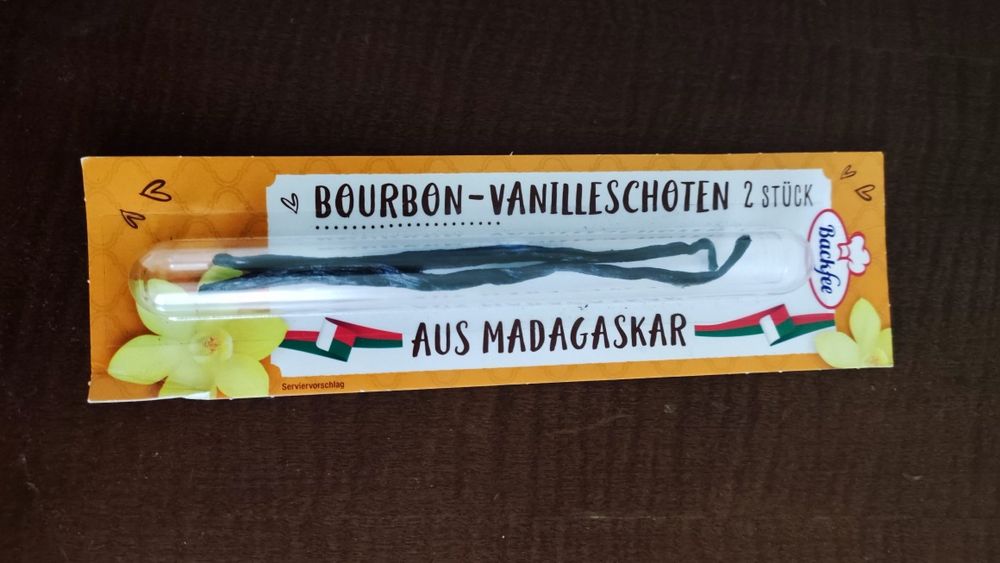 BOURBON-VANILLESCHOTEN 2 STÜCK
Backfee
AUS MADAGASKAR
Serviervorschlag